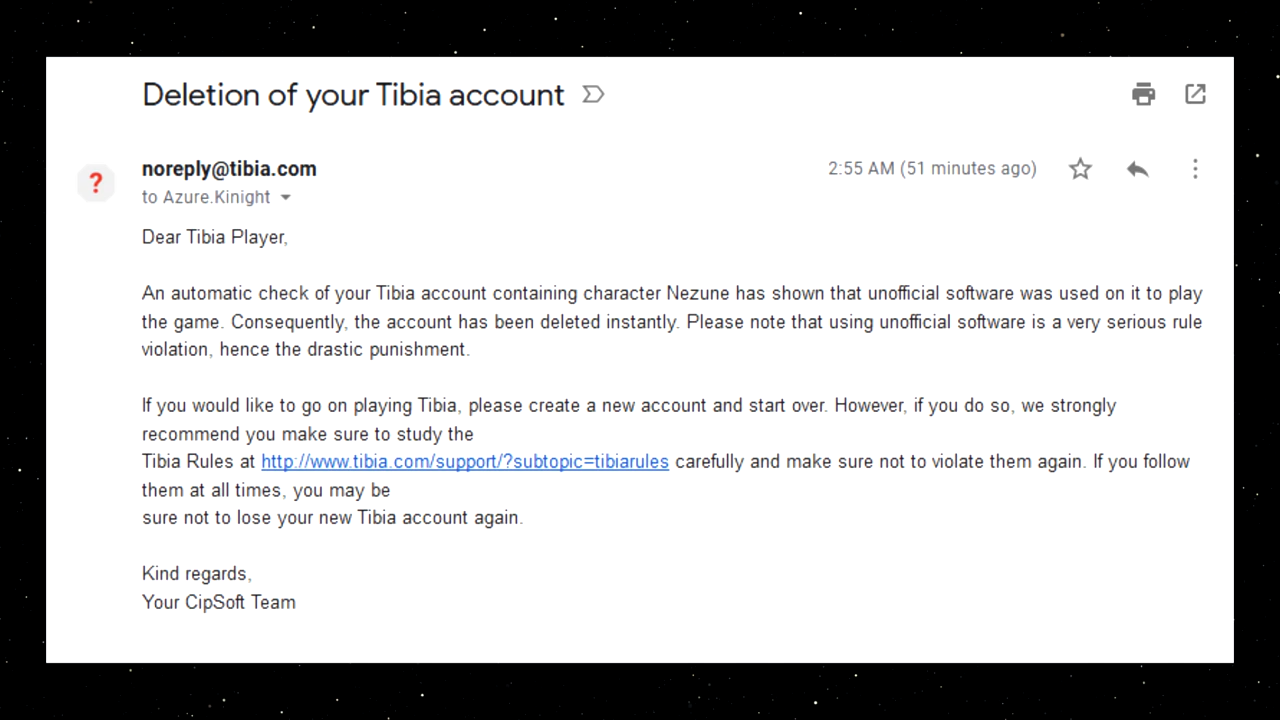 Deletion of your Tibia account
noreply@tibia.com
2:55 AM (51 minutes ago)
?
to Azure.Kinight
Dear Tibia Player,
An automatic check of your Tibia account containing character Nezune has shown that unofficial software was used on it to play
the game. Consequently, the account has been deleted instantly. Please note that using unofficial software is a very serious rule
violation, hence the drastic punishment.
If you would like to go on playing Tibia, please create a new account and start over. However, if you do so, we strongly
recommend you make sure to study the
Tibia Rules at http://www.tibia.com/support/?subtopic=tibiarules carefully and make sure not to violate them again. If you follow
them at all times, you may be
sure not to lose your new Tibia account again.
Kind regards,
Your CipSoft Team